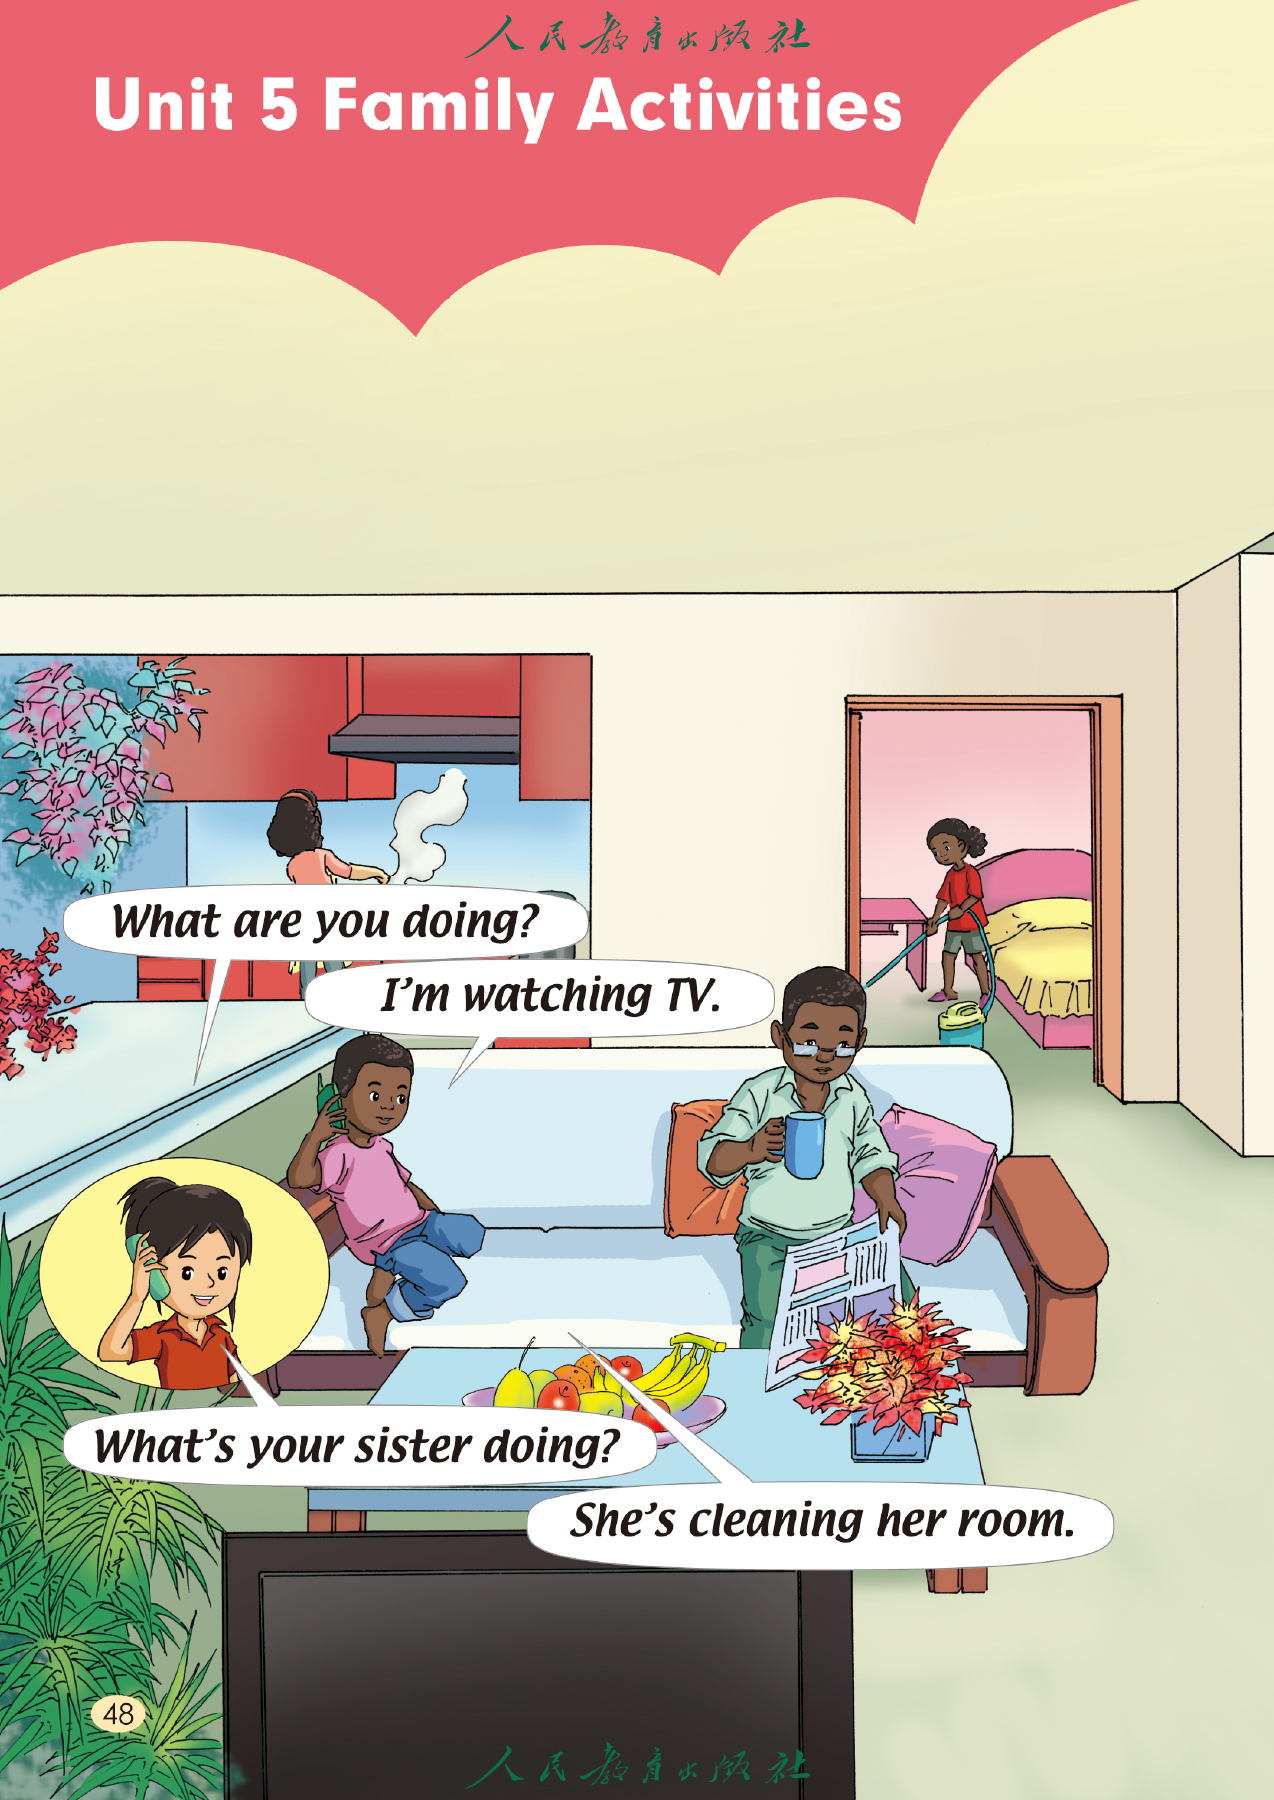 人民教育出版社
Unit 5 Family Activities
What are you doing?
I'm watching TV.
What's your sister doing?
She's cleaning her room.
48
人民教育出版社